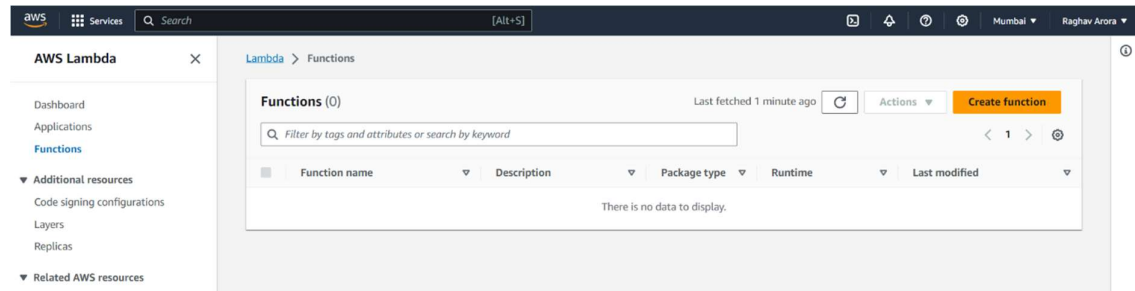 aws Services Search [Alt+S] Mumbai ▼ Raghav Arora ▼
AWS Lambda
Lambda > Functions
Functions (0) Last fetched 1 minute ago Actions ▼ Create function
Filter by tags and attributes or search by keyword
< 1 >
Function name Description Package type Runtime Last modified
There is no data to display.
Dashboard
Applications
Functions
▼ Additional resources
Code signing configurations
Layers
Replicas
▼ Related AWS resources